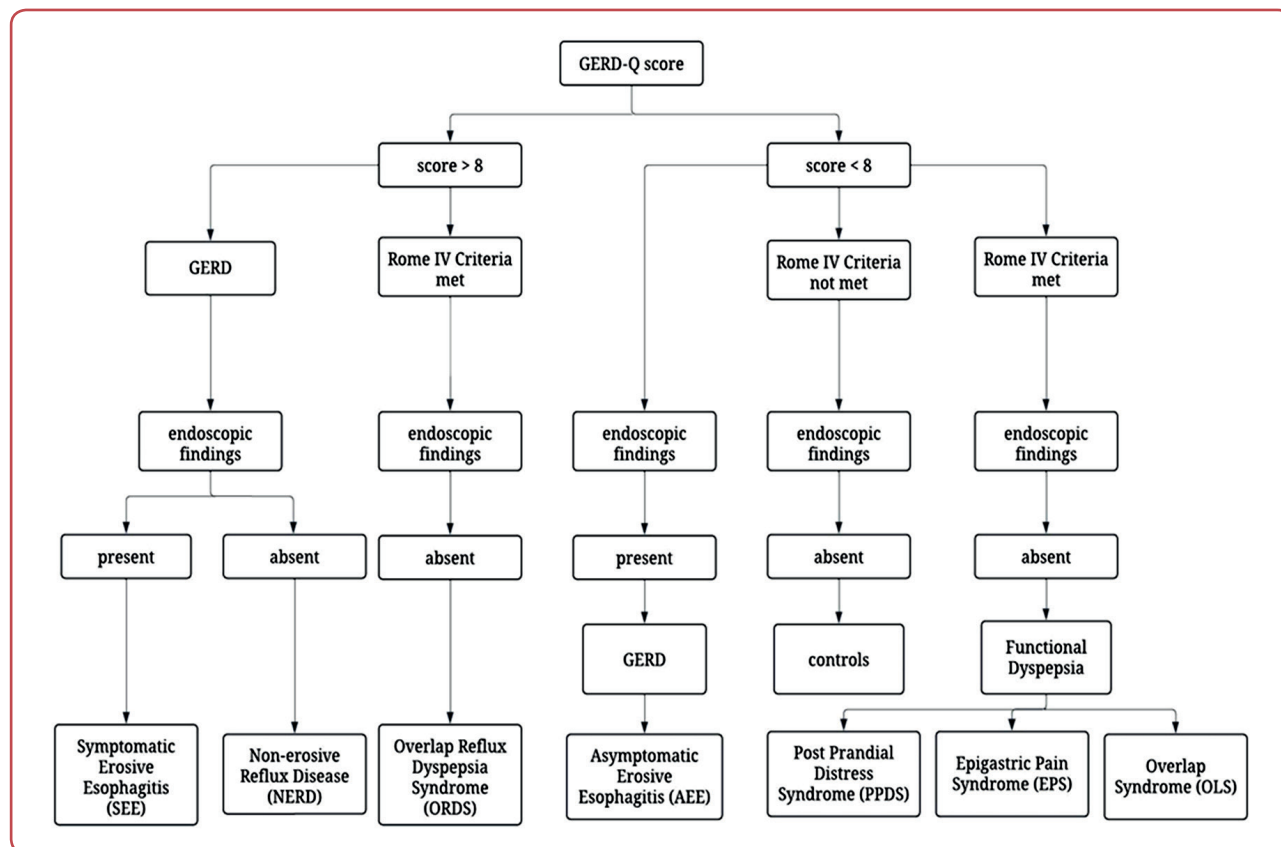 GERD-Q score
score > 8
score < 8
GERD
Rome IV Criteria
met
Rome IV Criteria
not met
Rome IV Criteria
met
endoscopic
findings
endoscopic
findings
endoscopic
findings
endoscopic
findings
endoscopic
findings
present
absent
absent
present
absent
absent
GERD
controls
Functional
Dyspepsia
Symptomatic
Erosive
Esophagitis
(SEE)
Non-erosive
Reflux Disease
(NERD)
Overlap Reflux
Dyspepsia
Syndrome
(ORDS)
Asymptomatic
Erosive
Esophagitis (AEE)
Post Prandial
Distress
Syndrome (PPDS)
Epigastric Pain
Syndrome (EPS)
Overlap
Syndrome (OLS)